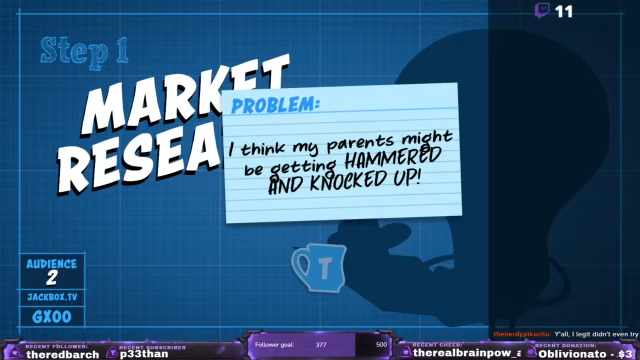 11
Step 1
MARKET
RESEA
PROBLEM:
I think my parents might
be getting HAMMERED
AND KNOCKED UP!
T
AUDIENCE
2
JACKBOX.TV
GXOO
thenerdypikachu: Y'all, I legit didn't even try
RECENT FOLLOWER:
theredbarch
RECENT SUBSCRIBER
p33than
Follower goal:
377
500
RECENT CHEER:
therealbrainpow
RECENT DONATION:
Oblivionato -